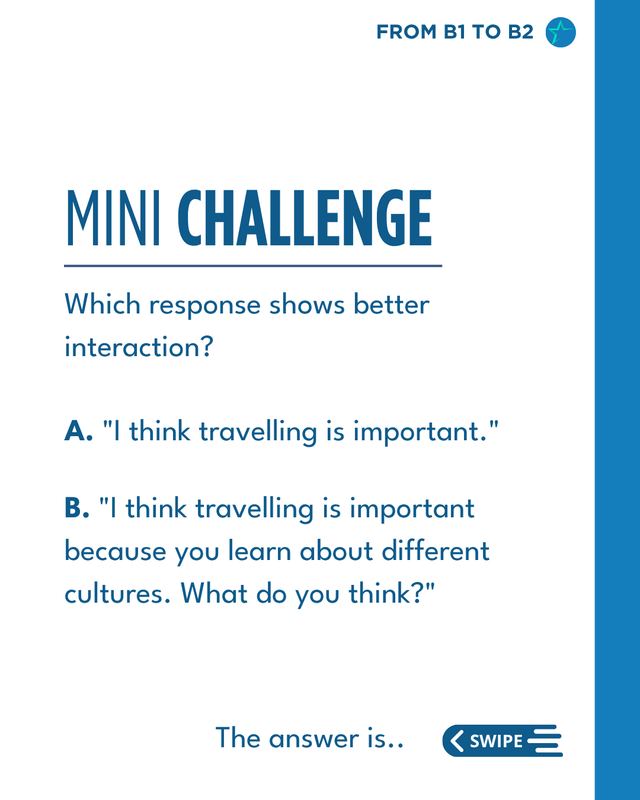 FROM B1 TO B2
MINI CHALLENGE
Which response shows better
interaction?
A. "I think travelling is important."
B. "I think travelling is important
because you learn about different
cultures. What do you think?"
The answer is..
SWIPE